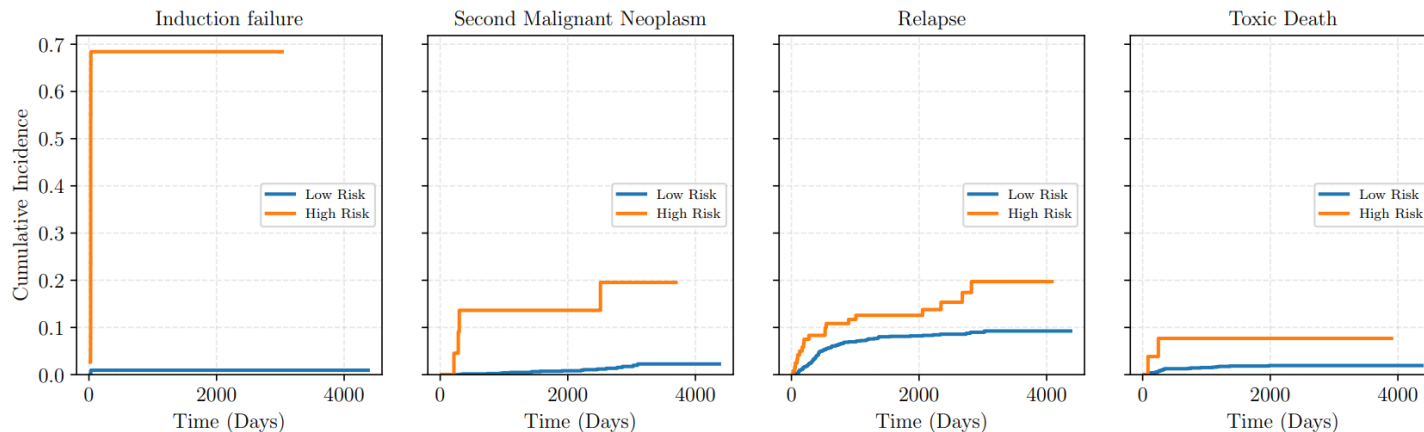 Induction failure
Second Malignant Neoplasm
Relapse
Toxic Death
Cumulative Incidence
0.7
0.6
0.5
0.4
0.3
0.2
0.1
0.0
Low Risk
High Risk
Low Risk
High Risk
Low Risk
High Risk
Low Risk
High Risk
0 2000 4000
0 2000 4000
0 2000 4000
0 2000 4000
Time (Days)
Time (Days)
Time (Days)
Time (Days)